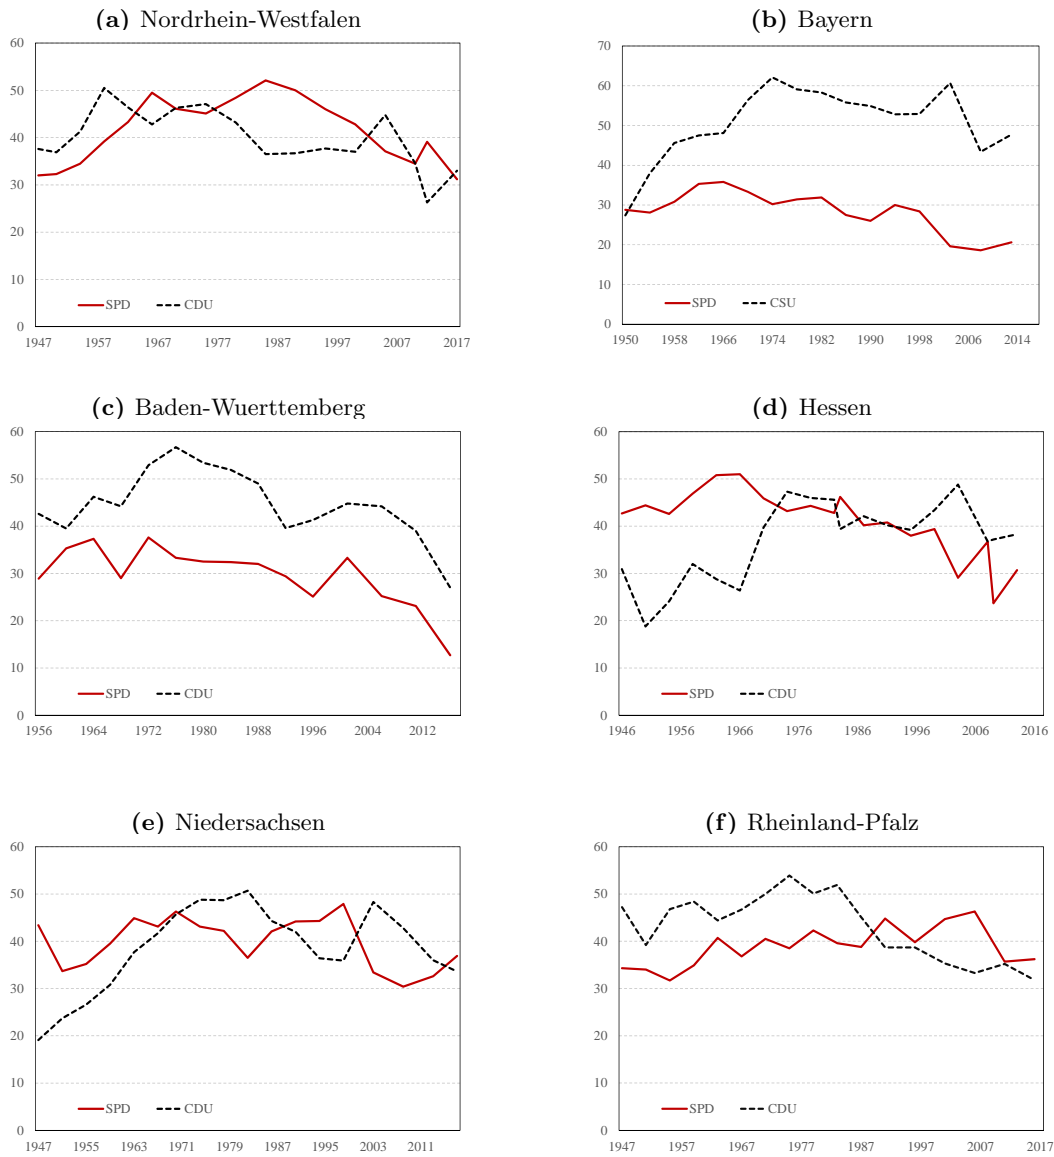 (a) Nordrhein-Westfalen
60
50
40
30
20
10
0
SPD CDU
1947 1957 1967 1977 1987 1997 2007 2017
(b) Bayern
70
60
50
40
30
20
10
0
SPD CSU
1950 1958 1966 1974 1982 1990 1998 2006 2014
(c) Baden-Wuerttemberg
60
50
40
30
20
10
0
SPD CDU
1956 1964 1972 1980 1988 1996 2004 2012
(d) Hessen
60
50
40
30
20
10
0
SPD CDU
1946 1956 1966 1976 1986 1996 2006 2016
(e) Niedersachsen
60
50
40
30
20
10
0
SPD CDU
1947 1955 1963 1971 1979 1987 1995 2003 2011
(f) Rheinland-Pfalz
60
50
40
30
20
10
0
SPD CDU
1947 1957 1967 1977 1987 1997 2007 2017